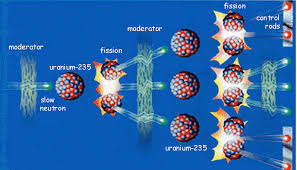 fission
control
rods
moderator
fission
moderator
uranium-235
slow
neutron
uranium-235